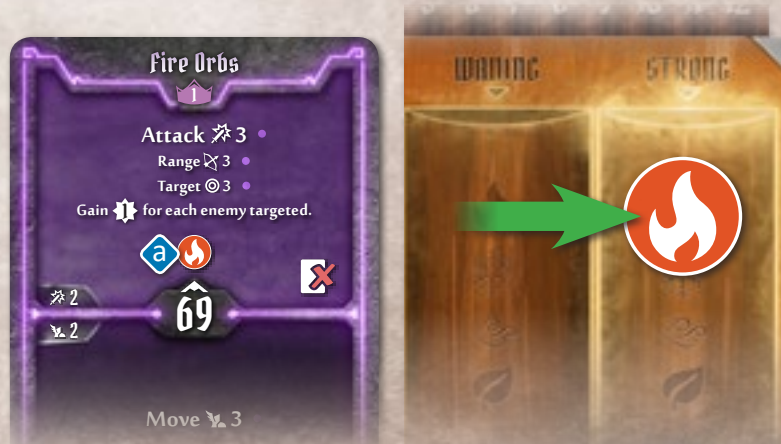 Fire Orbs
1
Attack 3
Range 3
Target 3
Gain 1 for each enemy targeted.
a
2
69
2
Move 3
WANING
STRONG